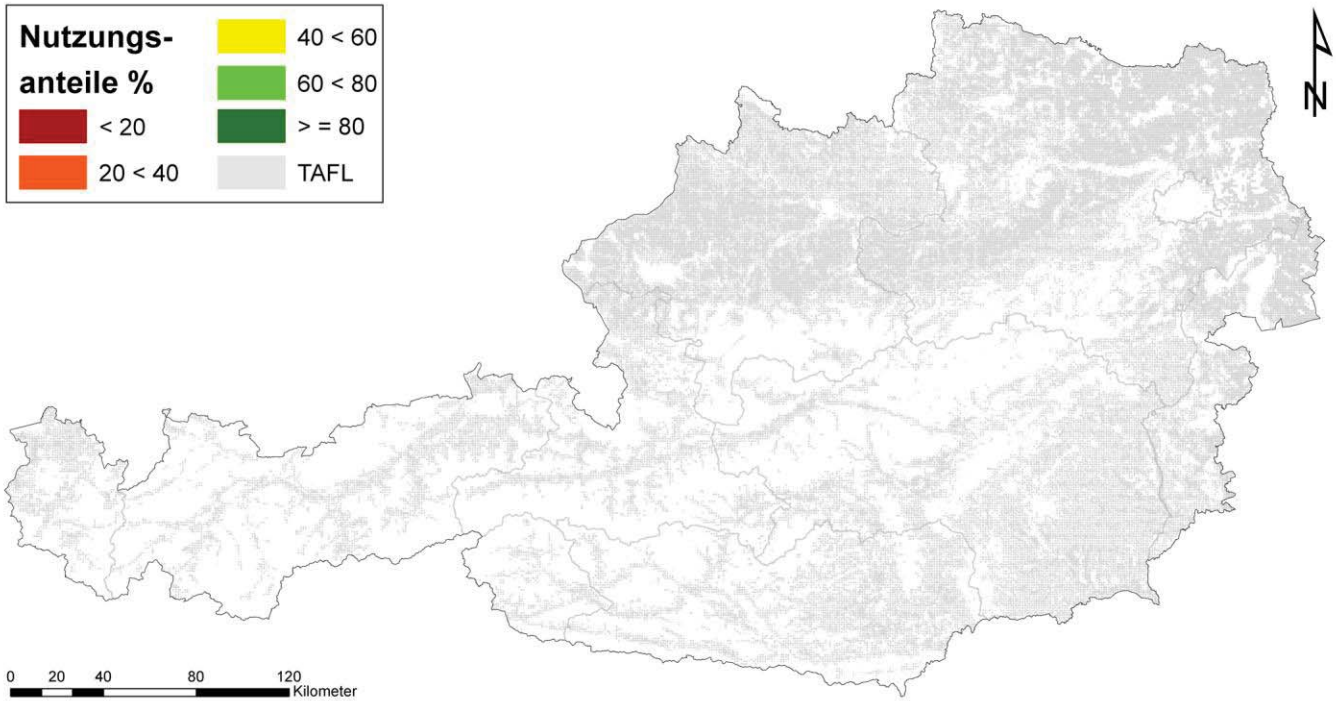 Nutzungs-
anteile %
< 20
20 < 40
40 < 60
60 < 80
> = 80
TAFL
N
0 20 40 80 120
Kilometer